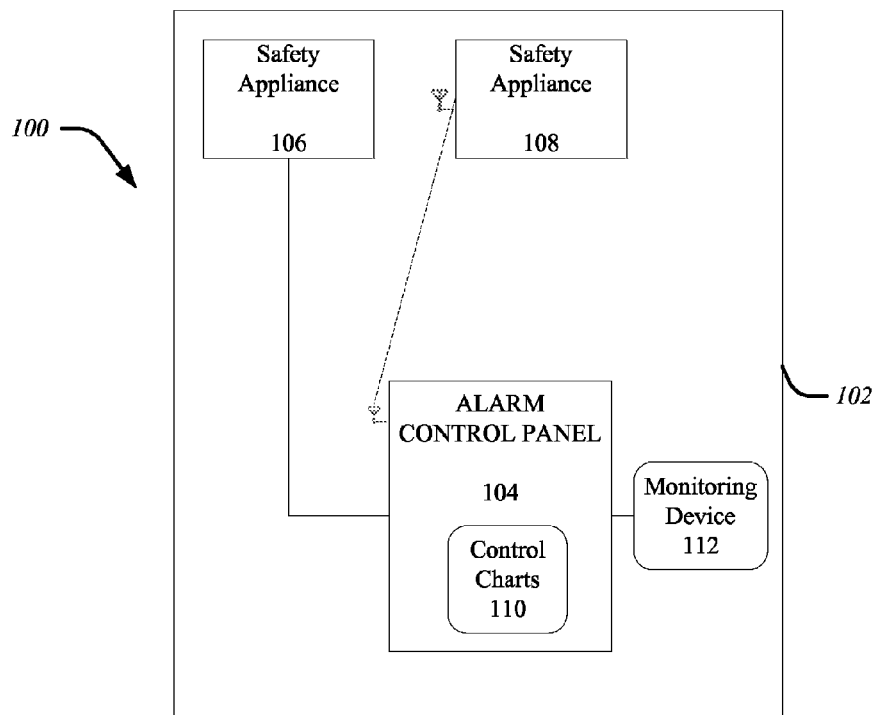 Safety
Appliance
106
Safety
Appliance
108
100
ALARM
CONTROL PANEL
104
Control
Charts
110
Monitoring
Device
112
102